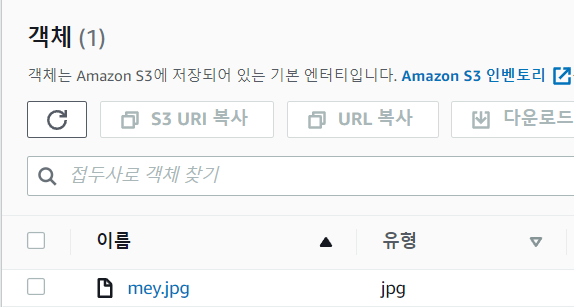 객체 (1)
객체는 Amazon S3에 저장되어 있는 기본 엔터티입니다. Amazon S3 인벤토리
S3 URI 복사 URL 복사 다운로드
접두사로 객체 찾기
이름 유형
mey.jpg jpg